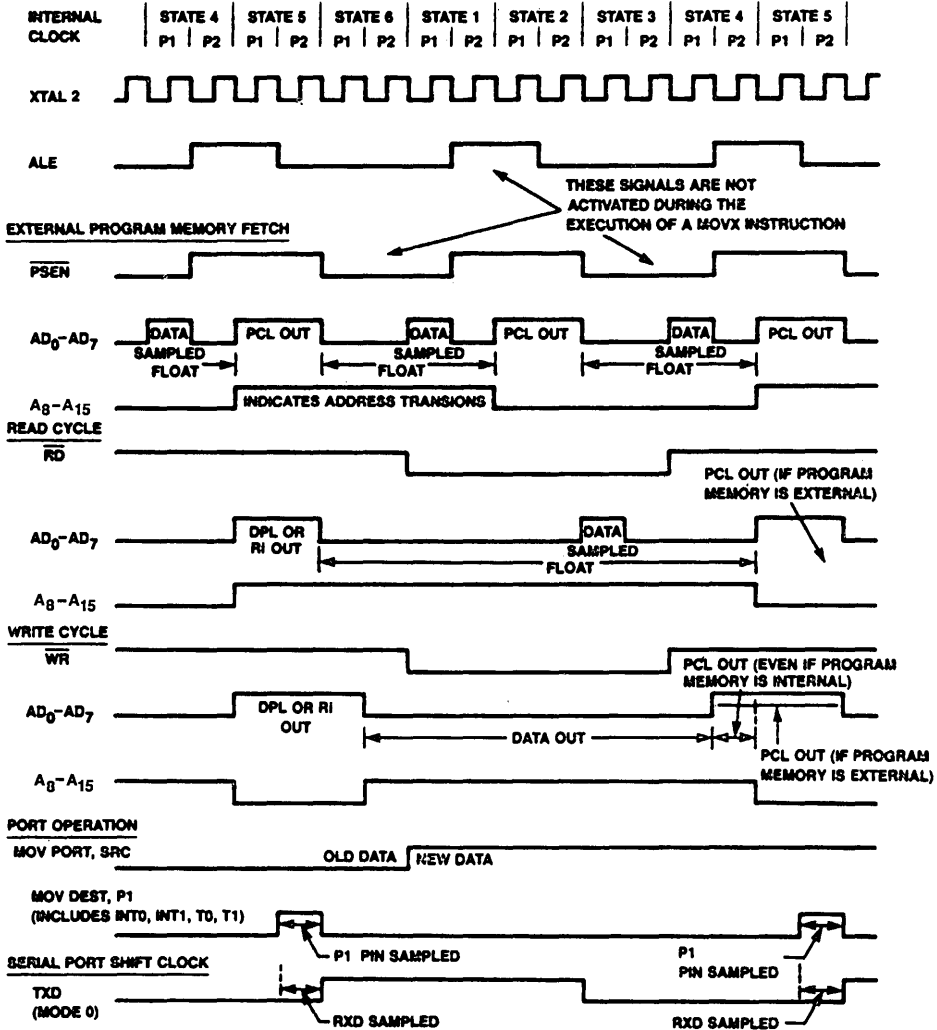 INTERNAL CLOCK
STATE 4 STATE 5 STATE 6 STATE 1 STATE 2 STATE 3 STATE 4 STATE 5
P1 P2 P1 P2 P1 P2 P1 P2 P1 P2 P1 P2 P1 P2 P1 P2
XTAL 2
ALE
THESE SIGNALS ARE NOT
ACTIVATED DURING THE
EXECUTION OF A MOVX INSTRUCTION
EXTERNAL PROGRAM MEMORY FETCH
PSEN
AD0–AD7
DATA PCL OUT DATA PCL OUT DATA PCL OUT
SAMPLED SAMPLED SAMPLED
FLOAT FLOAT FLOAT
A8–A15
INDICATES ADDRESS TRANSIONS
READ CYCLE
RD
PCL OUT (IF PROGRAM
MEMORY IS EXTERNAL)
AD0–AD7
DPL OR
RI OUT
DATA
SAMPLED
FLOAT
A8–A15
WRITE CYCLE
WR
PCL OUT (EVEN IF PROGRAM
MEMORY IS INTERNAL)
AD0–AD7
DPL OR RI
OUT
DATA OUT
PCL OUT (IF PROGRAM
MEMORY IS EXTERNAL)
A8–A15
PORT OPERATION
MOV PORT, SRC
OLD DATA NEW DATA
MOV DEST, P1
(INCLUDES INT0, INT1, T0, T1)
P1 PIN SAMPLED
P1
PIN SAMPLED
SERIAL PORT SHIFT CLOCK
TXD
(MODE 0)
RXD SAMPLED
RXD SAMPLED